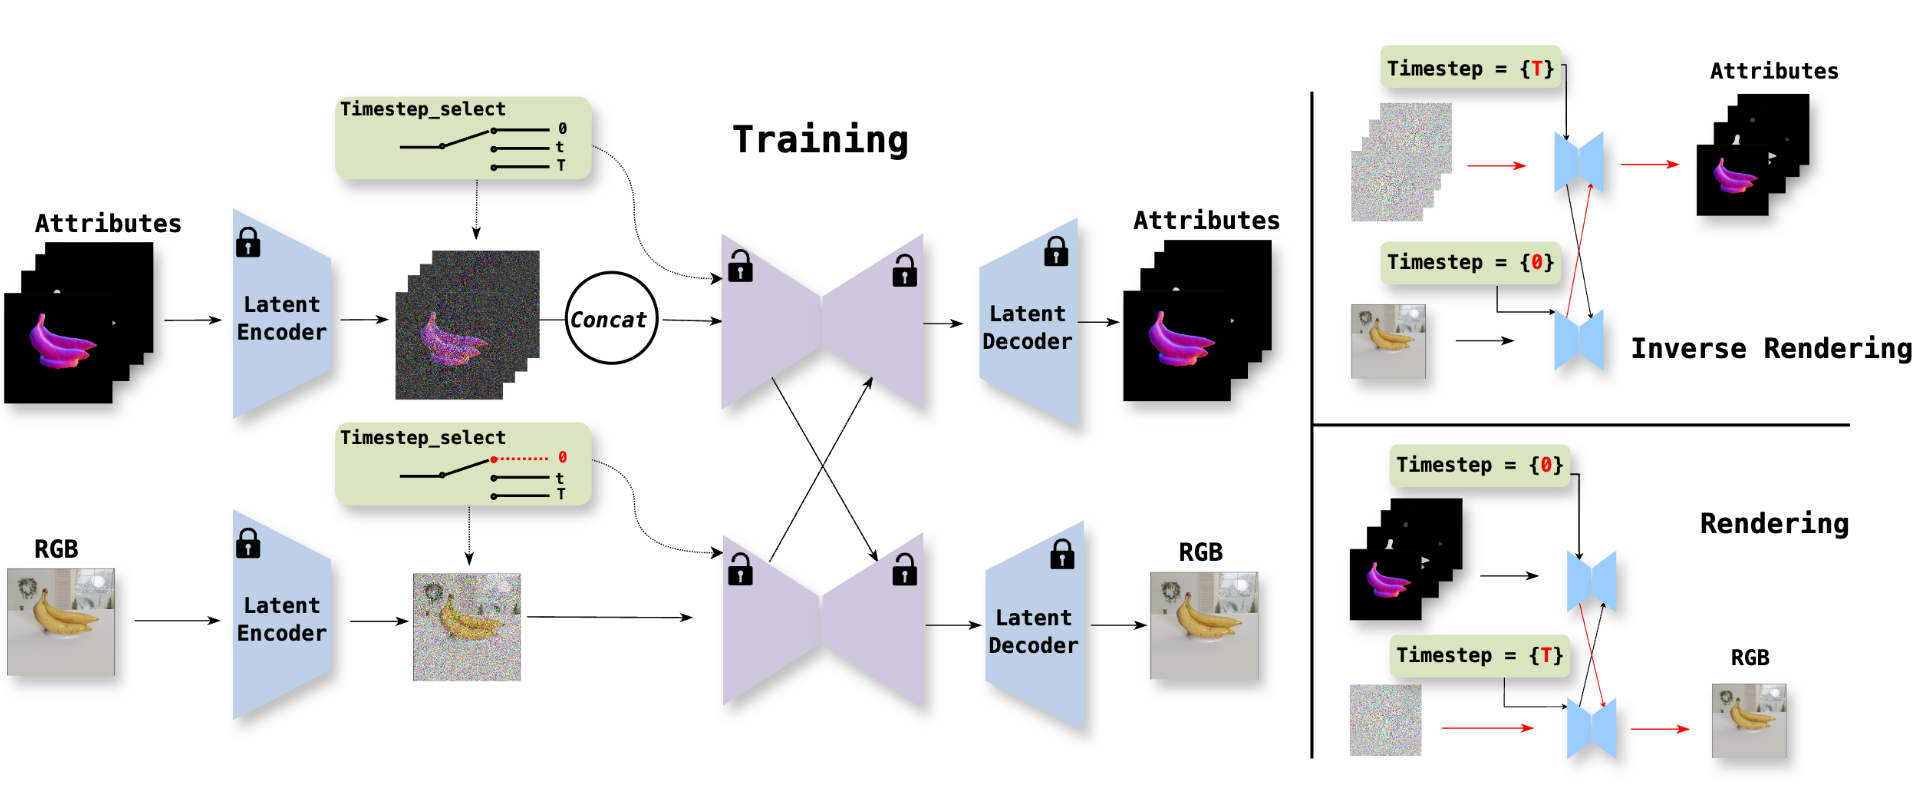 Training
Timestep_select
0
t
T
Attributes
Latent
Encoder
Concat
Latent
Decoder
Attributes
Timestep_select
0
t
T
RGB
Latent
Encoder
Latent
Decoder
RGB
Timestep = {T}
Attributes
Timestep = {0}
Inverse Rendering
Timestep = {0}
Rendering
Timestep = {T}
RGB